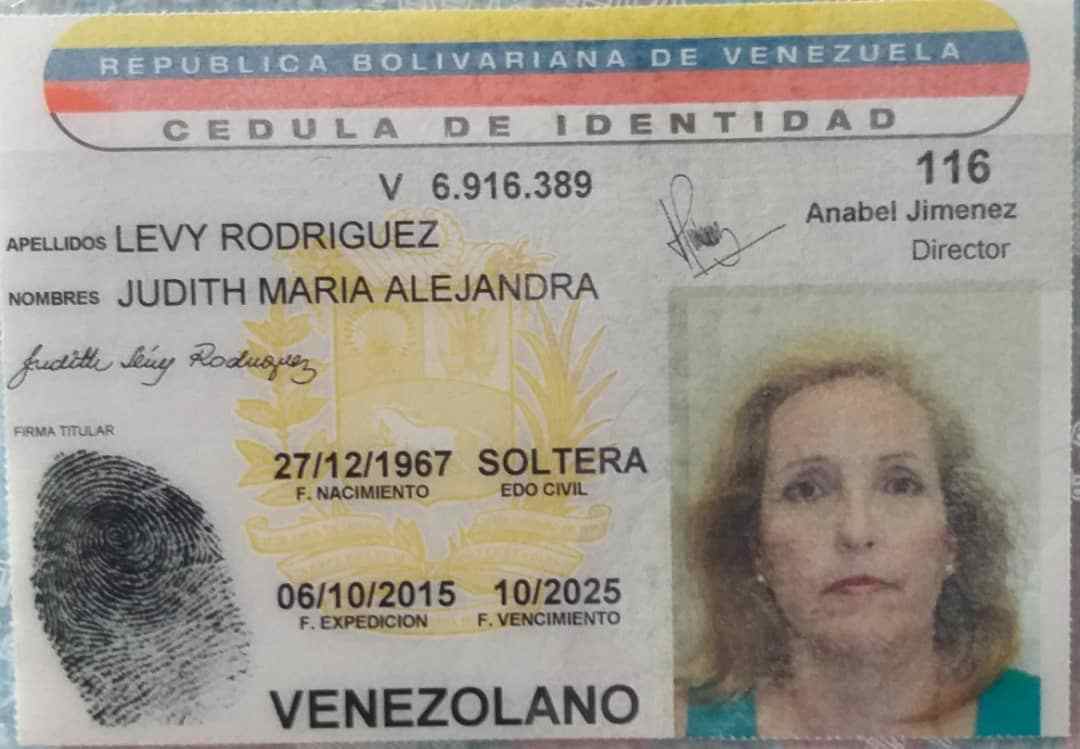 REPUBLICA BOLIVARIANA DE VENEZUELA
CEDULA DE IDENTIDAD
V 6.916.389
116
Anabel Jimenez
Director
APELLIDOS LEVY RODRIGUEZ
NOMBRES JUDITH MARIA ALEJANDRA
Judith Lévy Rodriguez
FIRMA TITULAR
27/12/1967 SOLTERA
F. NACIMIENTO EDO CIVIL
06/10/2015 10/2025
F. EXPEDICION F. VENCIMIENTO
VENEZOLANO